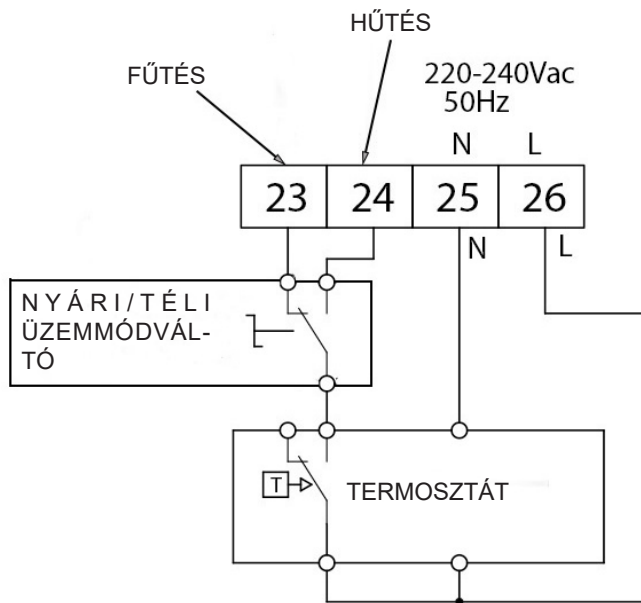 HŰTÉS
FŰTÉS
220-240Vac
50Hz
N L
23 24 25 26
N L
NYÁRI/TÉLI
ÜZEMMÓDVÁL-
TÓ
T
TERMOSZTÁT